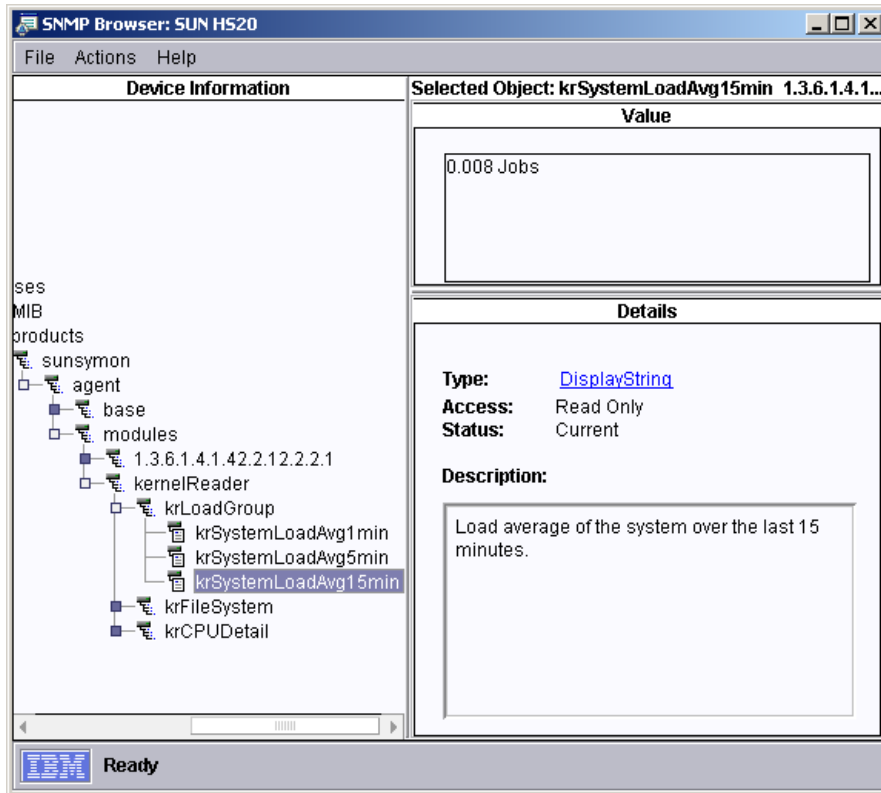 SNMP Browser: SUN HS20
File Actions Help
Device Information
ses
MIB
products
sunsymon
agent
base
modules
1.3.6.1.4.1.42.2.12.2.2.1
kernelReader
krLoadGroup
krSystemLoadAvg1min
krSystemLoadAvg5min
krSystemLoadAvg15min
krFileSystem
krCPUDetail
Selected Object: krSystemLoadAvg15min 1.3.6.1.4.1...
Value
0.008 Jobs
Details
Type: DisplayString
Access: Read Only
Status: Current
Description:
Load average of the system over the last 15
minutes.
IBM Ready